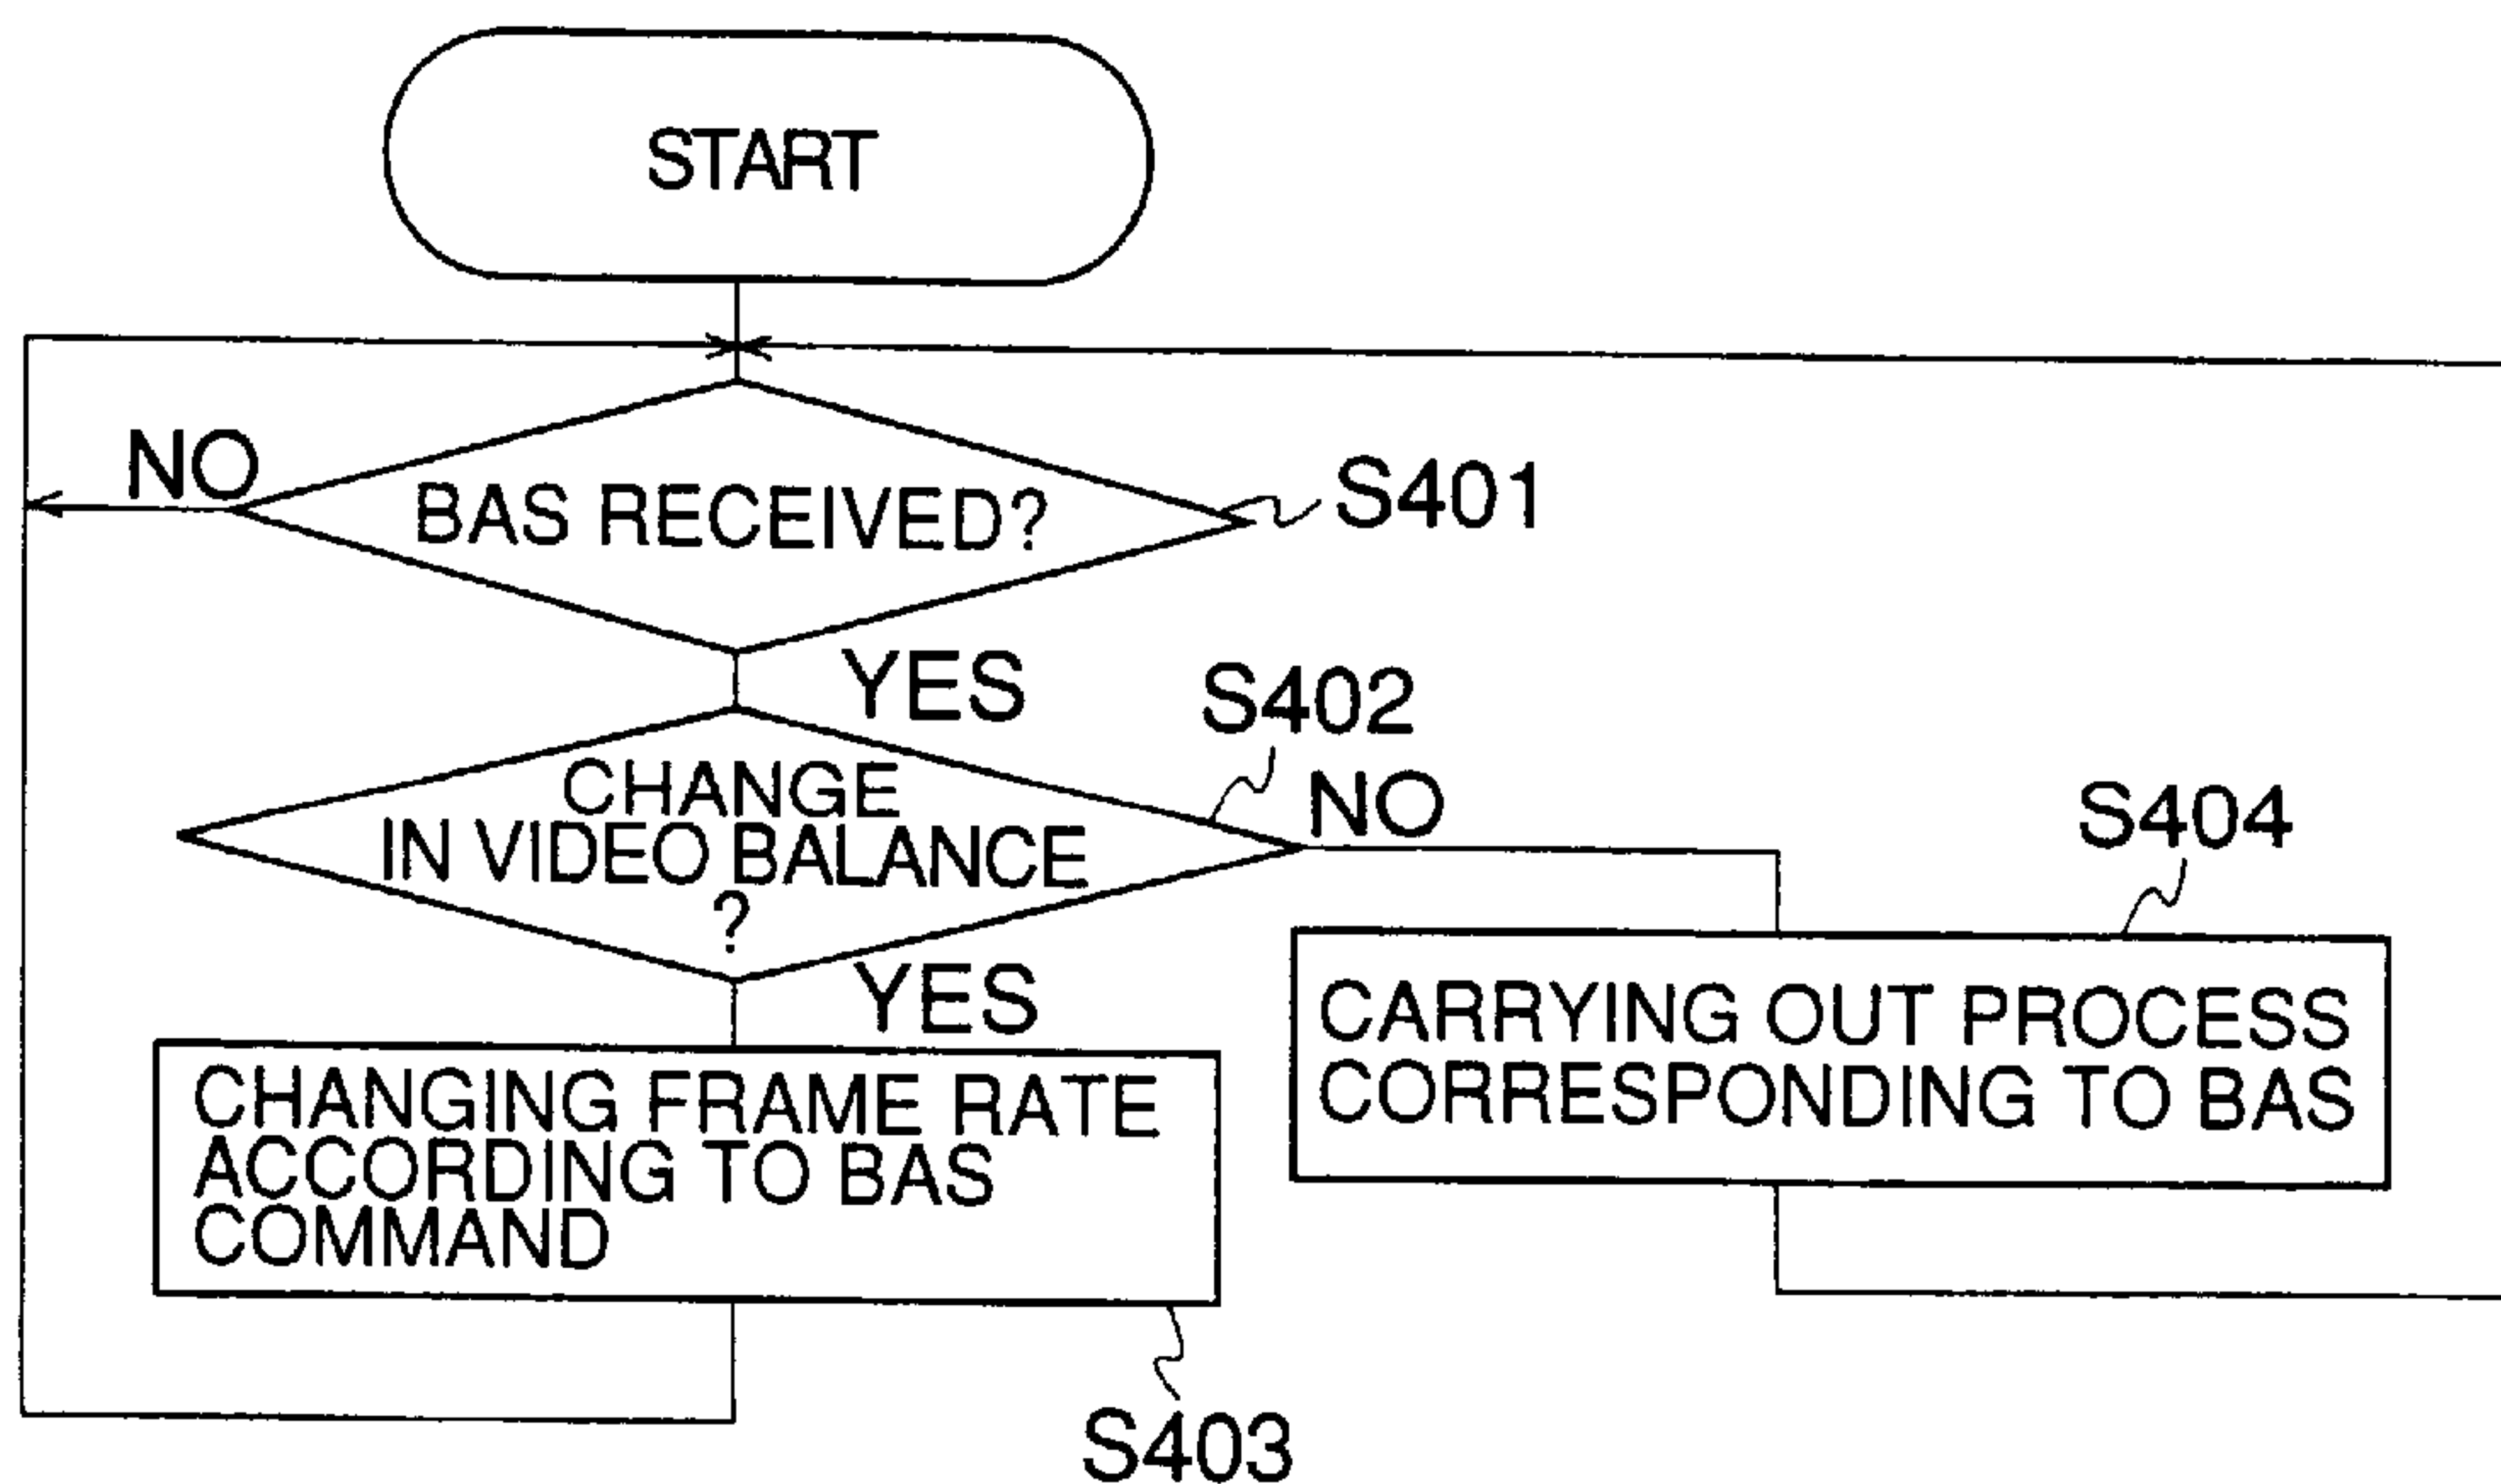 START
NO
BAS RECEIVED?
S401
YES
S402
CHANGE
IN VIDEO BALANCE
?
NO
S404
YES
CARRYING OUT PROCESS
CORRESPONDING TO BAS
CHANGING FRAME RATE
ACCORDING TO BAS
COMMAND
S403